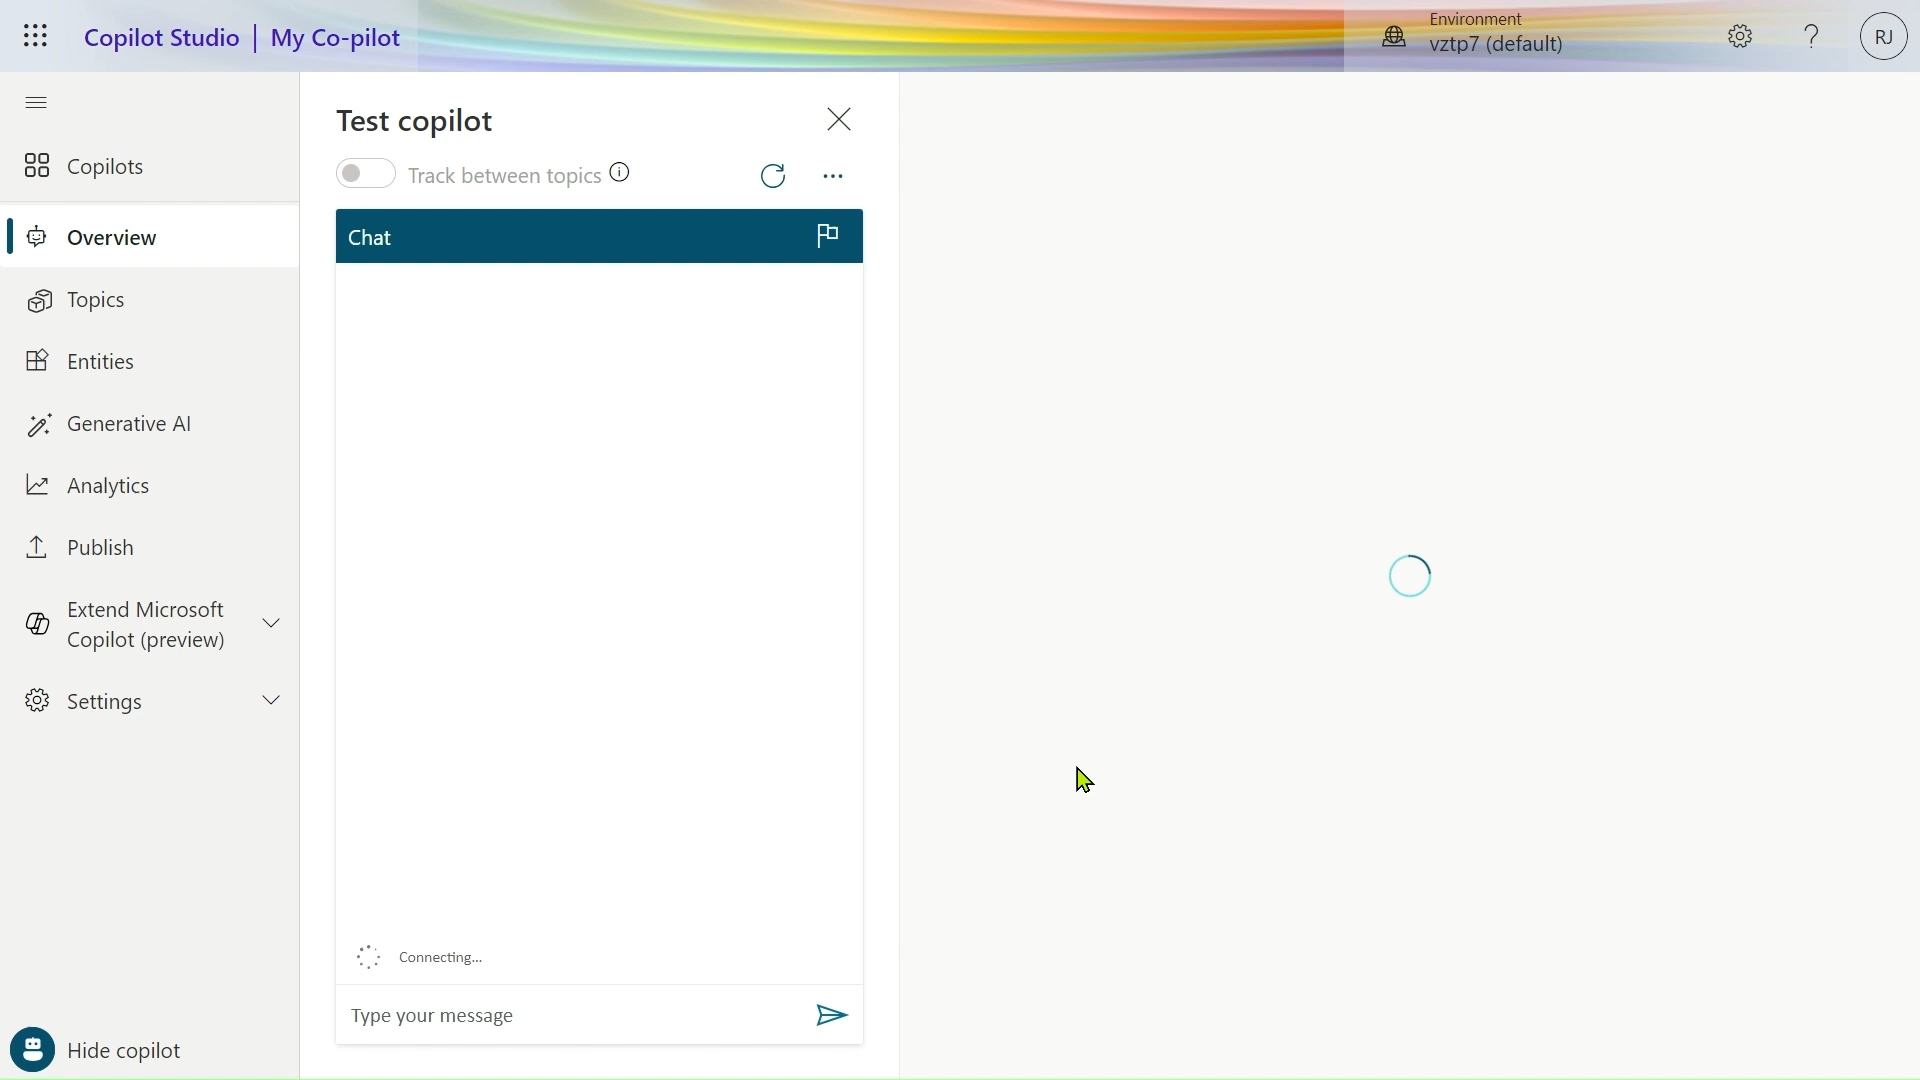 Copilot Studio | My Co-pilot
Environment
vztp7 (default)
RJ
Copilots
Overview
Topics
Entities
Generative AI
Analytics
Publish
Extend Microsoft
Copilot (preview)
Settings
Hide copilot
Test copilot
Track between topics
Chat
Connecting...
Type your message